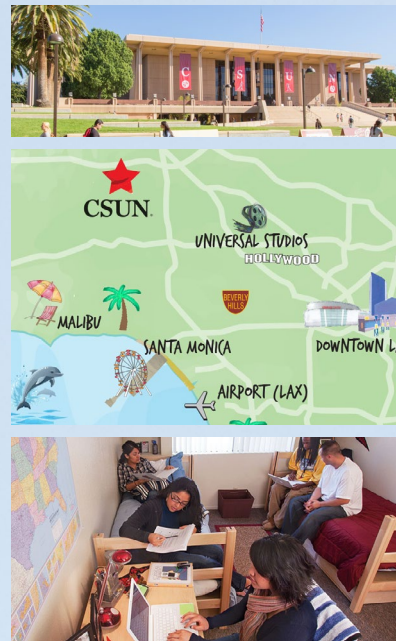 C S U N
CSUN
UNIVERSAL STUDIOS
HOLLYWOOD
BEVERLY
HILLS
MALIBU
SANTA MONICA
DOWNTOWN L
AIRPORT (LAX)